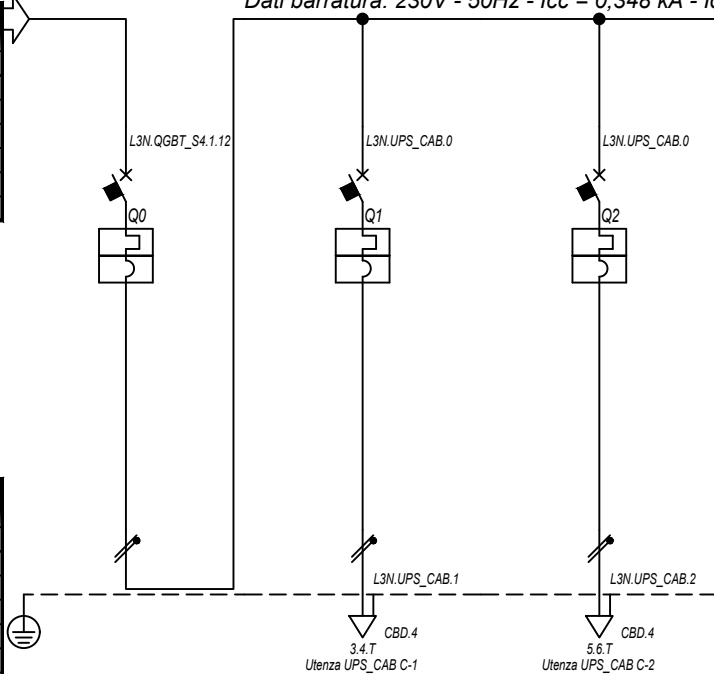 Dati barratura: 230V - 50Hz - Icc = 0,348 kA -
L3N.QGBT_S4.1.12
L3N.UPS_CAB.0
L3N.UPS_CAB.0
Q0
Q1
Q2
L3N.UPS_CAB.1
L3N.UPS_CAB.2
CBD.4
CBD.4
3.4.T
5.6.T
Utenza UPS_CAB C-1
Utenza UPS_CAB C-2